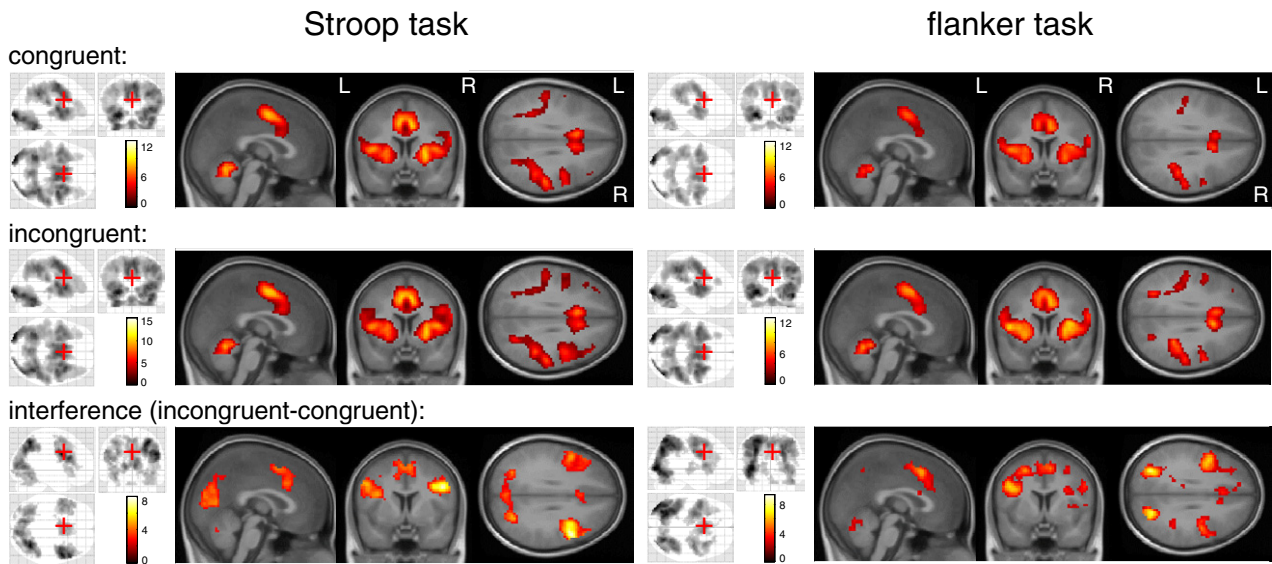 Stroop task flanker task
congruent:
L R L L R L
12 12
6 6
0 0
R R
incongruent:
15
10 12
5 6
0 0
interference (incongruent-congruent):
8 8
4 4
0 0